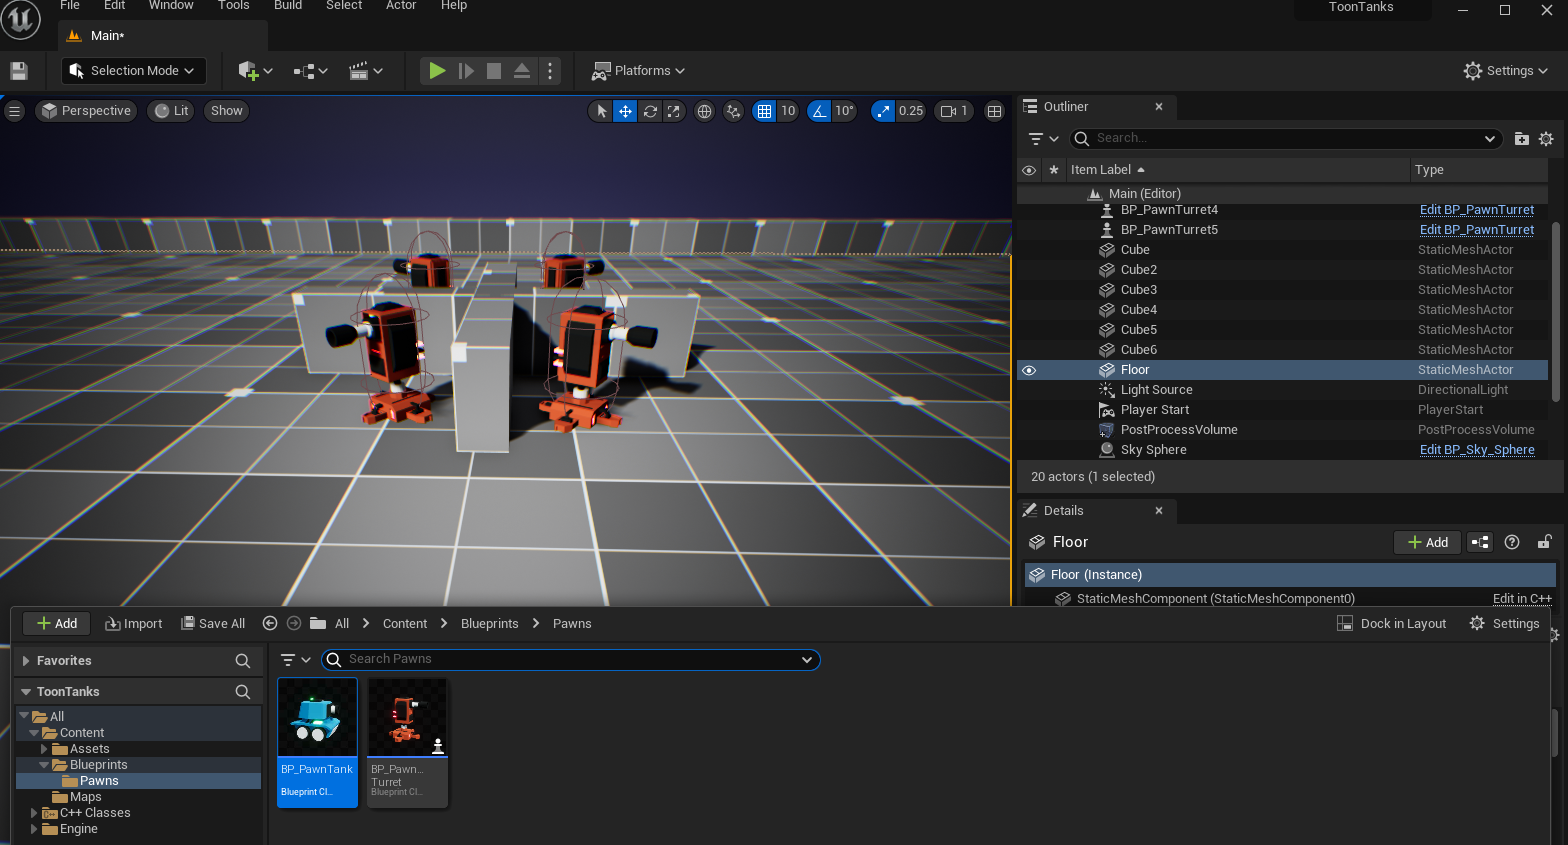 File Edit Window Tools Build Select Actor Help
ToonTanks
Main*
Selection Mode
Platforms
Settings
Perspective Lit Show
10 10° 0.25 1
Outliner
Search...
Item Label Type
Main (Editor)
BP_PawnTurret4 Edit BP_PawnTurret
BP_PawnTurret5 Edit BP_PawnTurret
Cube StaticMeshActor
Cube2 StaticMeshActor
Cube3 StaticMeshActor
Cube4 StaticMeshActor
Cube5 StaticMeshActor
Cube6 StaticMeshActor
Floor StaticMeshActor
Light Source DirectionalLight
Player Start PlayerStart
PostProcessVolume PostProcessVolume
Sky Sphere Edit BP_Sky_Sphere
20 actors (1 selected)
Details
Floor
Add
Floor (Instance)
StaticMeshComponent (StaticMeshComponent0) Edit in C++
Add Import Save All All Content Blueprints Pawns
Dock in Layout Settings
Favorites
Search Pawns
ToonTanks
All
Content
Assets
Blueprints
Pawns
Maps
C++ Classes
Engine
BP_PawnTank
Blueprint Cl...
BP_Pawn...
Turret
Blueprint Cl...